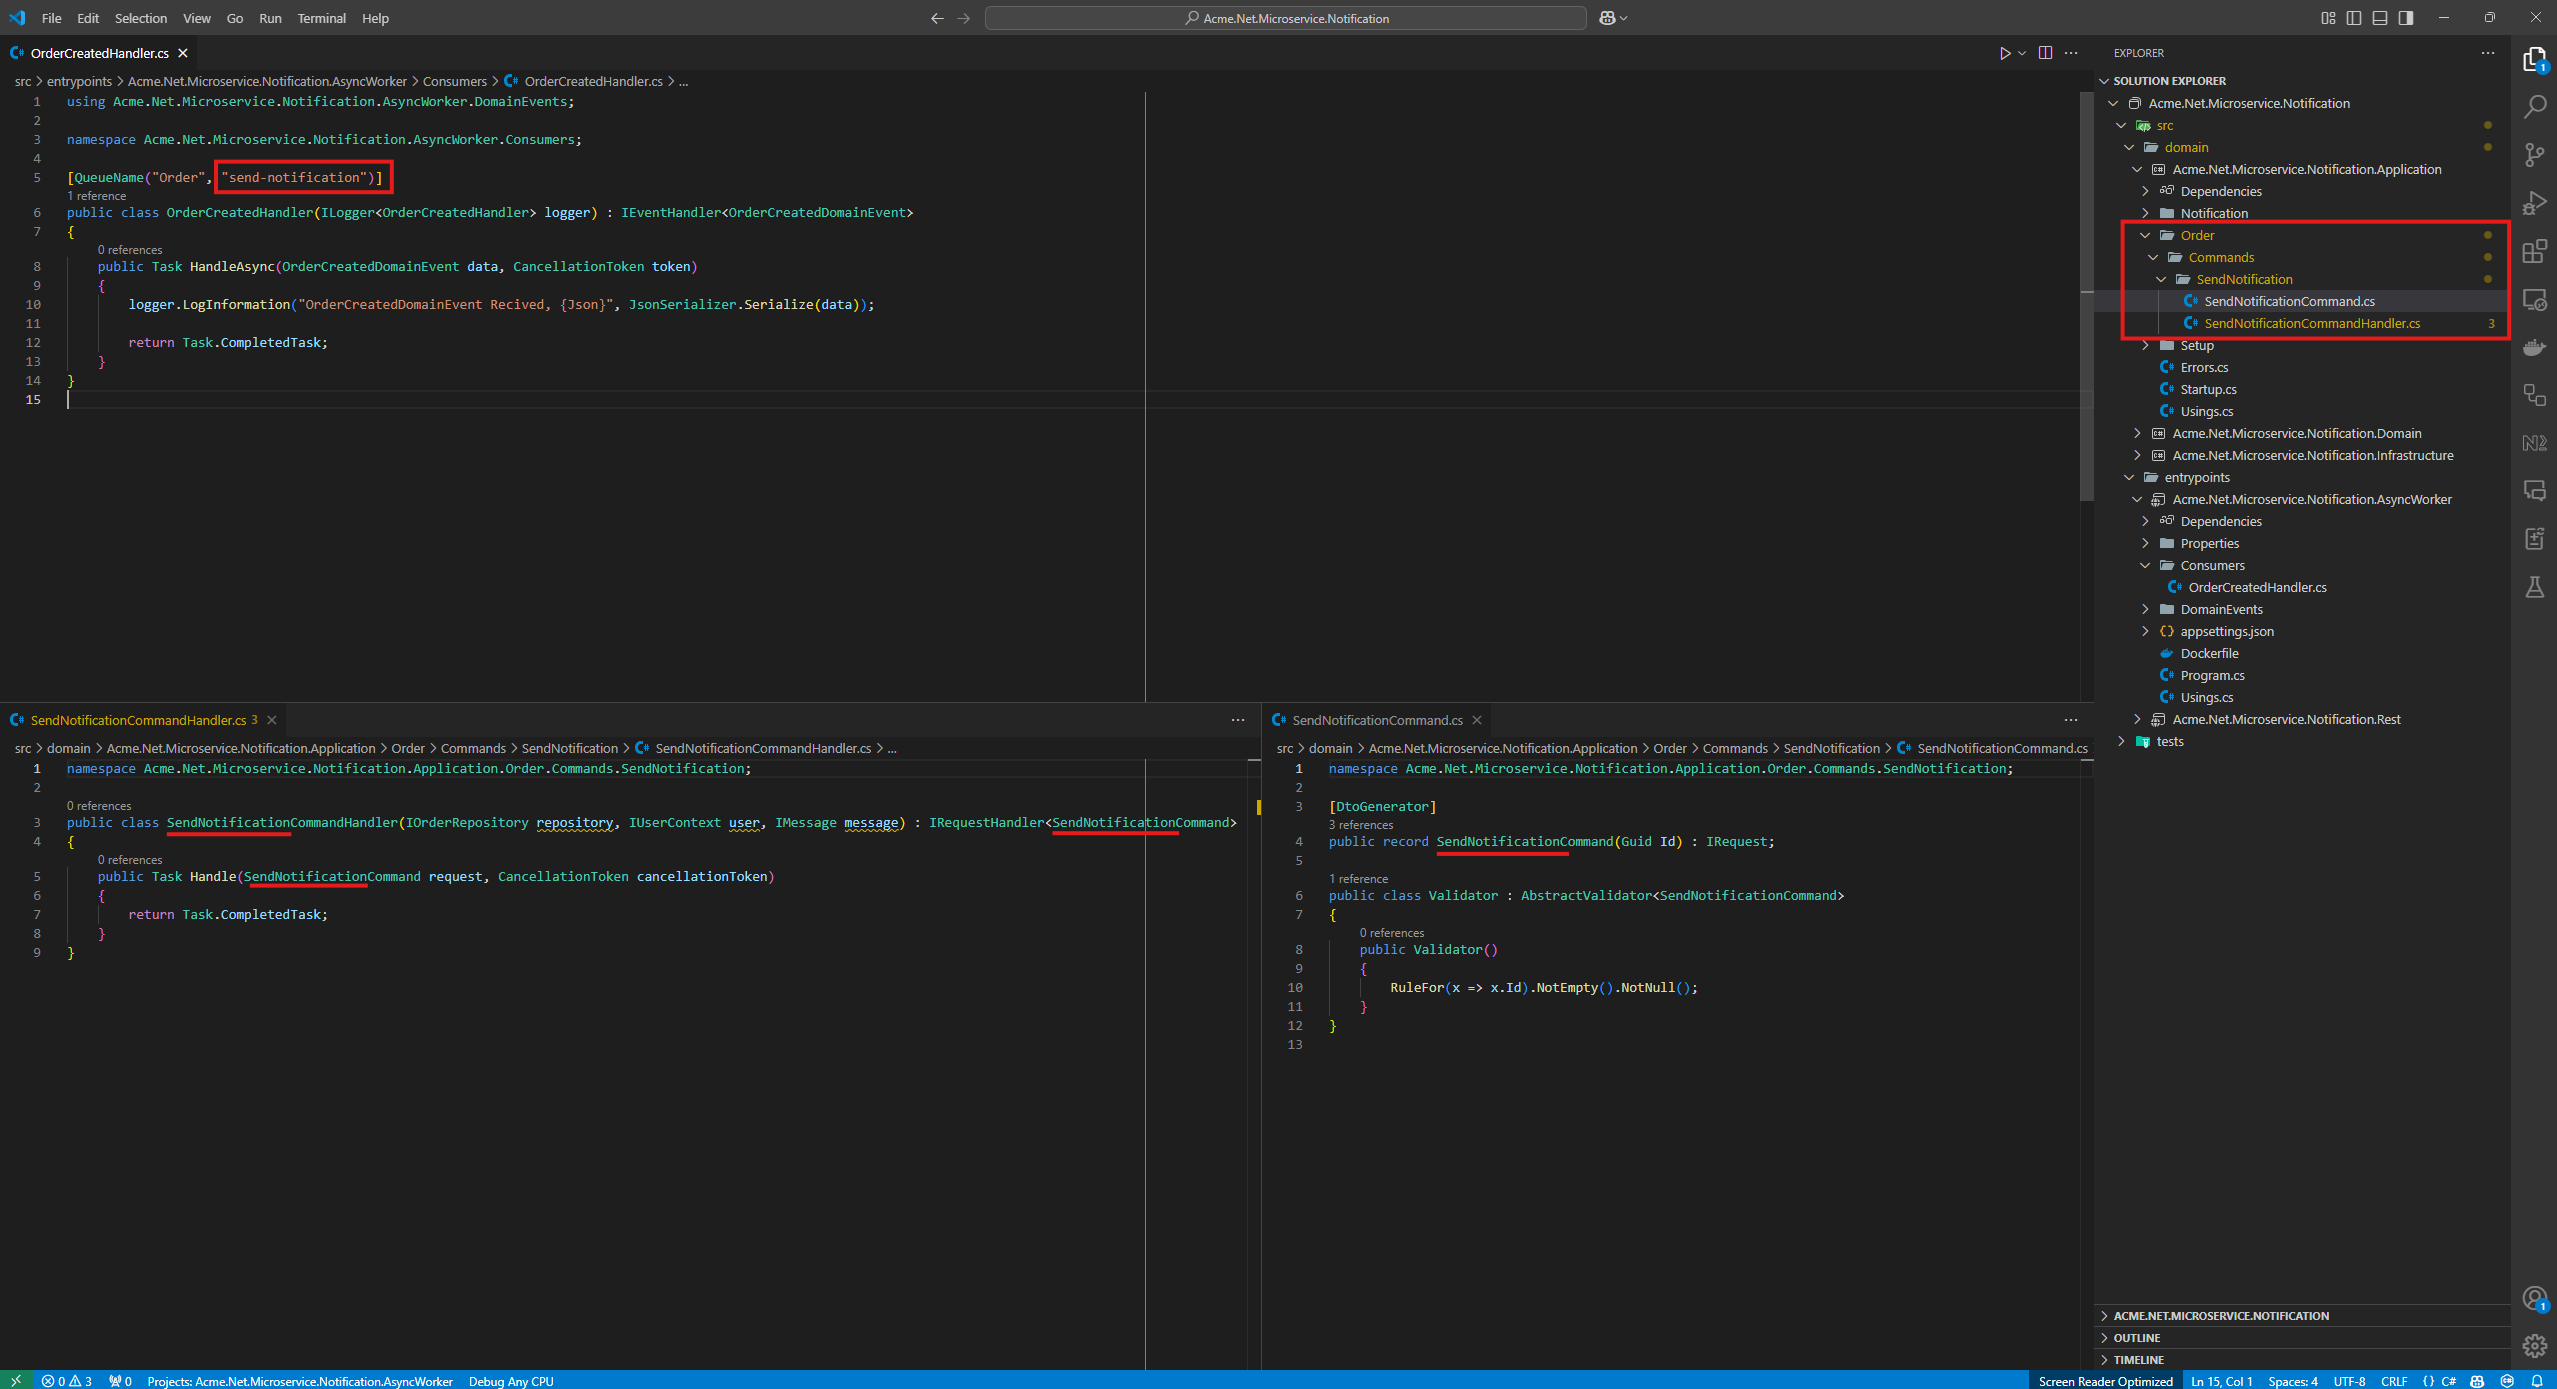 File Edit Selection View Go Run Terminal Help
Acme.Net.Microservice.Notification
OrderCreatedHandler.cs
src > entrypoints > Acme.Net.Microservice.Notification.AsyncWorker > Consumers > OrderCreatedHandler.cs > ...
1 using Acme.Net.Microservice.Notification.AsyncWorker.DomainEvents;
2
3 namespace Acme.Net.Microservice.Notification.AsyncWorker.Consumers;
4
5 [QueueName("Order", "send-notification")]
1 reference
6 public class OrderCreatedHandler(ILogger<OrderCreatedHandler> logger) : IEventHandler<OrderCreatedDomainEvent>
7 {
0 references
8 public Task HandleAsync(OrderCreatedDomainEvent data, CancellationToken token)
9 {
10 logger.LogInformation("OrderCreatedDomainEvent Recived, {Json}", JsonSerializer.Serialize(data));
11
12 return Task.CompletedTask;
13 }
14 }
15
SendNotificationCommandHandler.cs 3
src > domain > Acme.Net.Microservice.Notification.Application > Order > Commands > SendNotification > SendNotificationCommandHandler.cs > ...
1 namespace Acme.Net.Microservice.Notification.Application.Order.Commands.SendNotification;
2
0 references
3 public class SendNotificationCommandHandler(IOrderRepository repository, IUserContext user, IMessage message) : IRequestHandler<SendNotificationCommand>
4 {
0 references
5 public Task Handle(SendNotificationCommand request, CancellationToken cancellationToken)
6 {
7 return Task.CompletedTask;
8 }
9 }
SendNotificationCommand.cs
src > domain > Acme.Net.Microservice.Notification.Application > Order > Commands > SendNotification > SendNotificationCommand.cs
1 namespace Acme.Net.Microservice.Notification.Application.Order.Commands.SendNotification;
2
3 [DtoGenerator]
3 references
4 public record SendNotificationCommand(Guid Id) : IRequest;
5
1 reference
6 public class Validator : AbstractValidator<SendNotificationCommand>
7 {
0 references
8 public Validator()
9 {
10 RuleFor(x => x.Id).NotEmpty().NotNull();
11 }
12 }
13
EXPLORER
SOLUTION EXPLORER
Acme.Net.Microservice.Notification
src
domain
Acme.Net.Microservice.Notification.Application
Dependencies
Notification
Order
Commands
SendNotification
SendNotificationCommand.cs
SendNotificationCommandHandler.cs 3
Setup
Errors.cs
Startup.cs
Usings.cs
Acme.Net.Microservice.Notification.Domain
Acme.Net.Microservice.Notification.Infrastructure
entrypoints
Acme.Net.Microservice.Notification.AsyncWorker
Dependencies
Properties
Consumers
OrderCreatedHandler.cs
DomainEvents
appsettings.json
Dockerfile
Program.cs
Usings.cs
Acme.Net.Microservice.Notification.Rest
tests
ACME.NET.MICROSERVICE.NOTIFICATION
OUTLINE
TIMELINE
1
1
0 3 0 Projects: Acme.Net.Microservice.Notification.AsyncWorker Debug Any CPU Screen Reader Optimized Ln 15, Col 1 Spaces: 4 UTF-8 CRLF {} C#